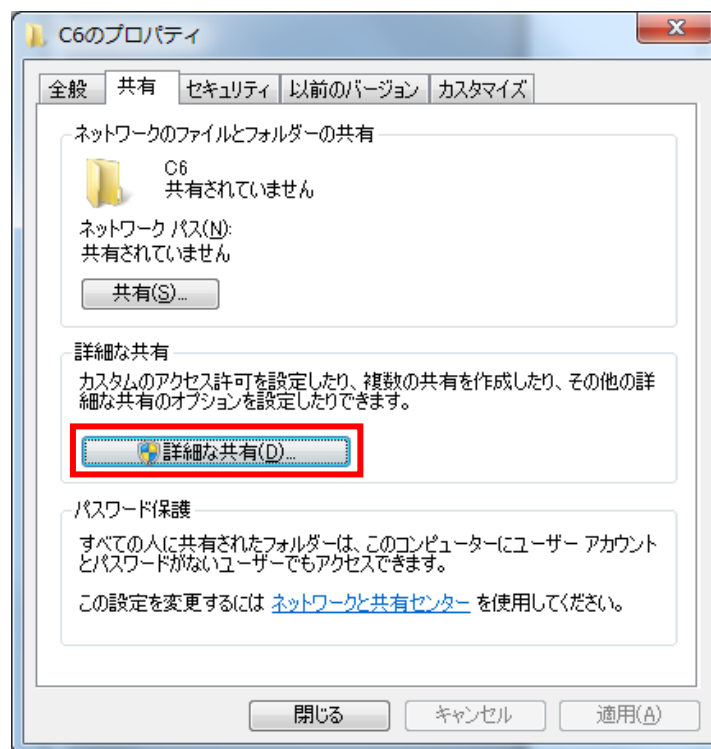 C6のプロパティ
全般 共有 セキュリティ 以前のバージョン カスタマイズ
ネットワークのファイルとフォルダーの共有
C6
共有されていません
ネットワーク パス(N):
共有されていません
共有(S)...
詳細な共有
カスタムのアクセス許可を設定したり、複数の共有を作成したり、その他の詳
細な共有のオプションを設定したりできます。
詳細な共有(D)...
パスワード保護
すべての人に共有されたフォルダーは、このコンピューターにユーザー アカウント
とパスワードがないユーザーでもアクセスできます。
この設定を変更するには ネットワークと共有センター を使用してください。
閉じる キャンセル 適用(A)